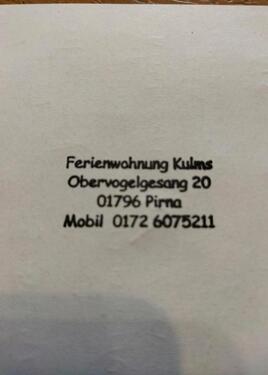 Ferienwohnung Kulms
Obervogelgesang 20
01796 Pirna
Mobil 0172 6075211